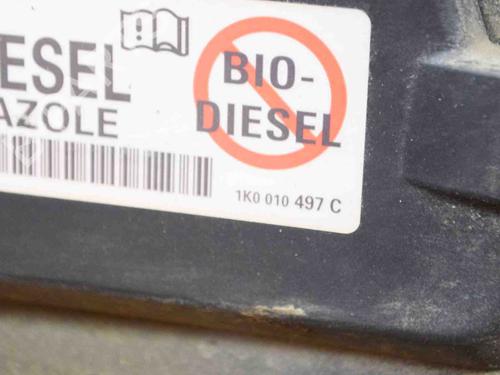 ESEL
AZOLE
BIO-
DIESEL
1K0 010 497 C